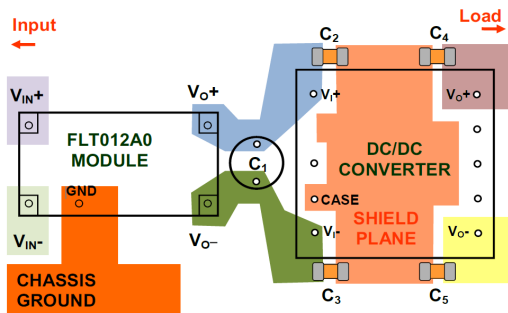 Input
Load
C2
C4
VIN+
VO+
VI+
VO+
FLT012A0
MODULE
C1
DC/DC
CONVERTER
GND
CASE
SHIELD
PLANE
VIN-
VO–
VI-
VO-
CHASSIS
GROUND
C3
C5